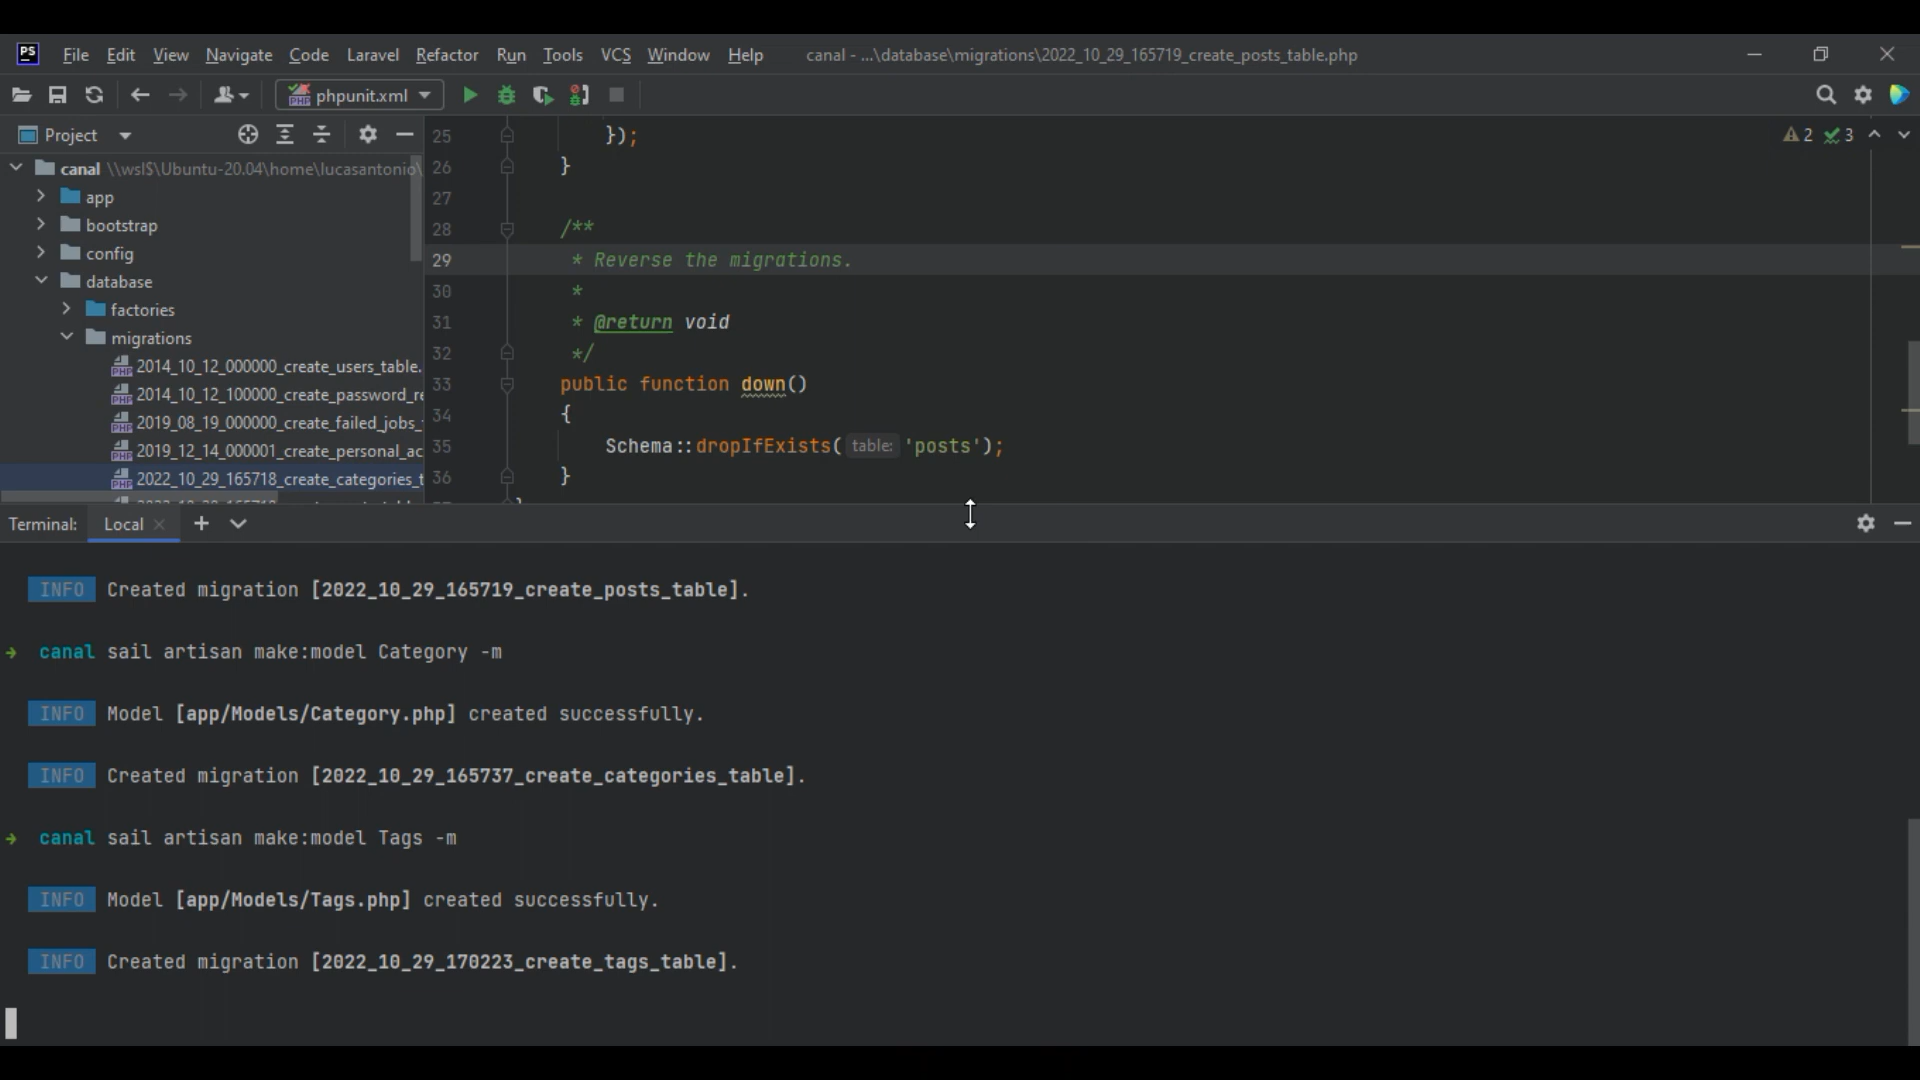 PS File Edit View Navigate Code Laravel Refactor Run Tools VCS Window Help canal - ...\database\migrations\2022_10_29_165719_create_posts_table.php
phpunit.xml
Project
canal \\wsl$\Ubuntu-20.04\home\lucasantonio\
app
bootstrap
config
database
factories
migrations
2014_10_12_000000_create_users_table.
2014_10_12_100000_create_password_re
2019_08_19_000000_create_failed_jobs_
2019_12_14_000001_create_personal_ac
2022_10_29_165718_create_categories_t
25 });
26 }
27
28 /**
29 * Reverse the migrations.
30 *
31 * @return void
32 */
33 public function down()
34 {
35 Schema::dropIfExists( table: 'posts');
36 }
2 3
Terminal: Local
INFO Created migration [2022_10_29_165719_create_posts_table].
→ canal sail artisan make:model Category -m
INFO Model [app/Models/Category.php] created successfully.
INFO Created migration [2022_10_29_165737_create_categories_table].
→ canal sail artisan make:model Tags -m
INFO Model [app/Models/Tags.php] created successfully.
INFO Created migration [2022_10_29_170223_create_tags_table].